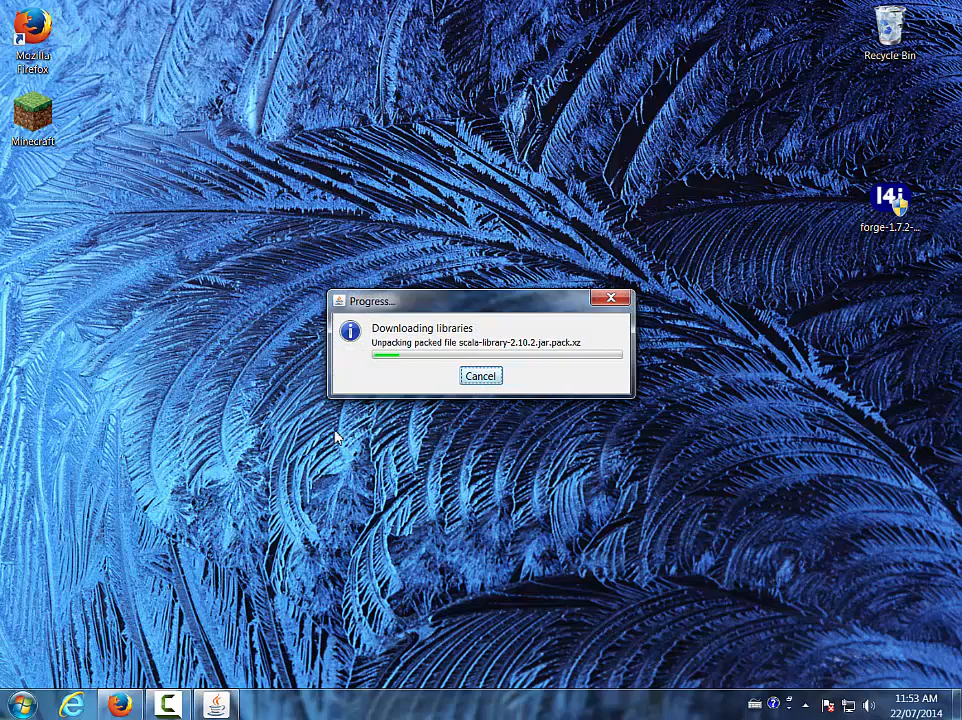 Mozilla
Firefox
Minecraft
Recycle Bin
14j
forge-1.7.2-...
Progress...
Downloading libraries
Unpacking packed file scala-library-2.10.2.jar.pack.xz
Cancel
11:53 AM
22/07/2014